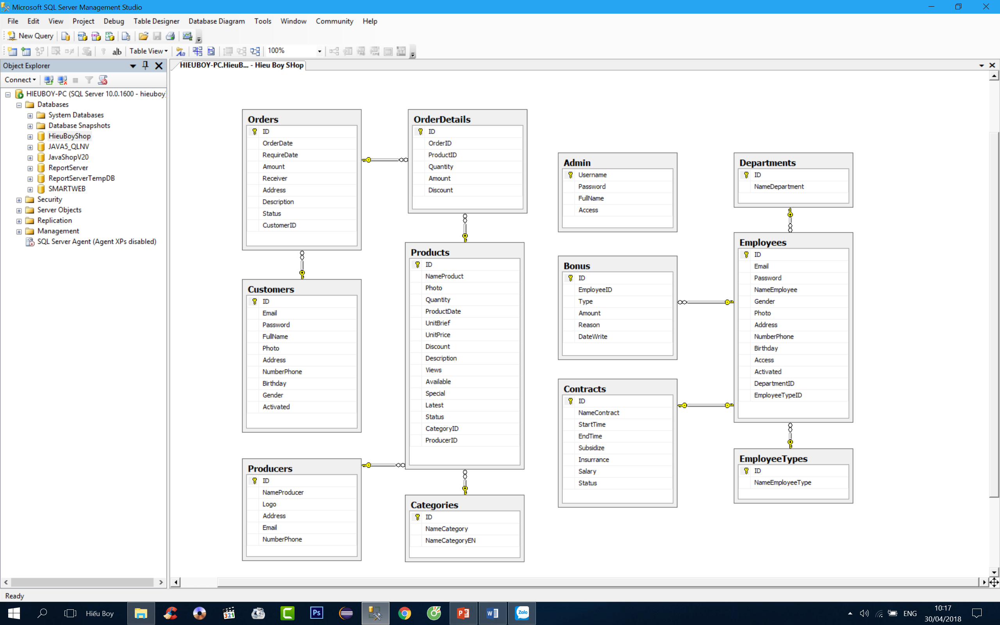 Microsoft SQL Server Management Studio
File Edit View Project Debug Table Designer Database Diagram Tools Window Community Help
New Query
Table View 100%
Object Explorer
Connect
HIEUBOY-PC (SQL Server 10.0.1600 - hieuboy
Databases
System Databases
Database Snapshots
HieuBoyShop
JAVA5_QLNV
JavaShopV20
ReportServer
ReportServerTempDB
SMARTWEB
Security
Server Objects
Replication
Management
SQL Server Agent (Agent XPs disabled)
HIEUBOY-PC.HieuB... - Hieu Boy SHop
Orders
ID
OrderDate
RequireDate
Amount
Receiver
Address
Description
Status
CustomerID
OrderDetails
ID
OrderID
ProductID
Quantity
Amount
Discount
Admin
Username
Password
FullName
Access
Departments
ID
NameDepartment
Customers
ID
Email
Password
FullName
Photo
Address
NumberPhone
Birthday
Gender
Activated
Products
ID
NameProduct
Photo
Quantity
ProductDate
UnitBrief
UnitPrice
Discount
Description
Views
Available
Special
Latest
Status
CategoryID
ProducerID
Bonus
ID
EmployeeID
Type
Amount
Reason
DateWrite
Employees
ID
Email
Password
NameEmployee
Gender
Photo
Address
NumberPhone
Birthday
Access
Activated
DepartmentID
EmployeeTypeID
Contracts
ID
NameContract
StartTime
EndTime
Subsidize
Insurrance
Salary
Status
Producers
ID
NameProducer
Logo
Address
Email
NumberPhone
Categories
ID
NameCategory
NameCategoryEN
EmployeeTypes
ID
NameEmployeeType
Ready
Hiếu Boy
321
Ps
Zalo
ENG
10:17
30/04/2018